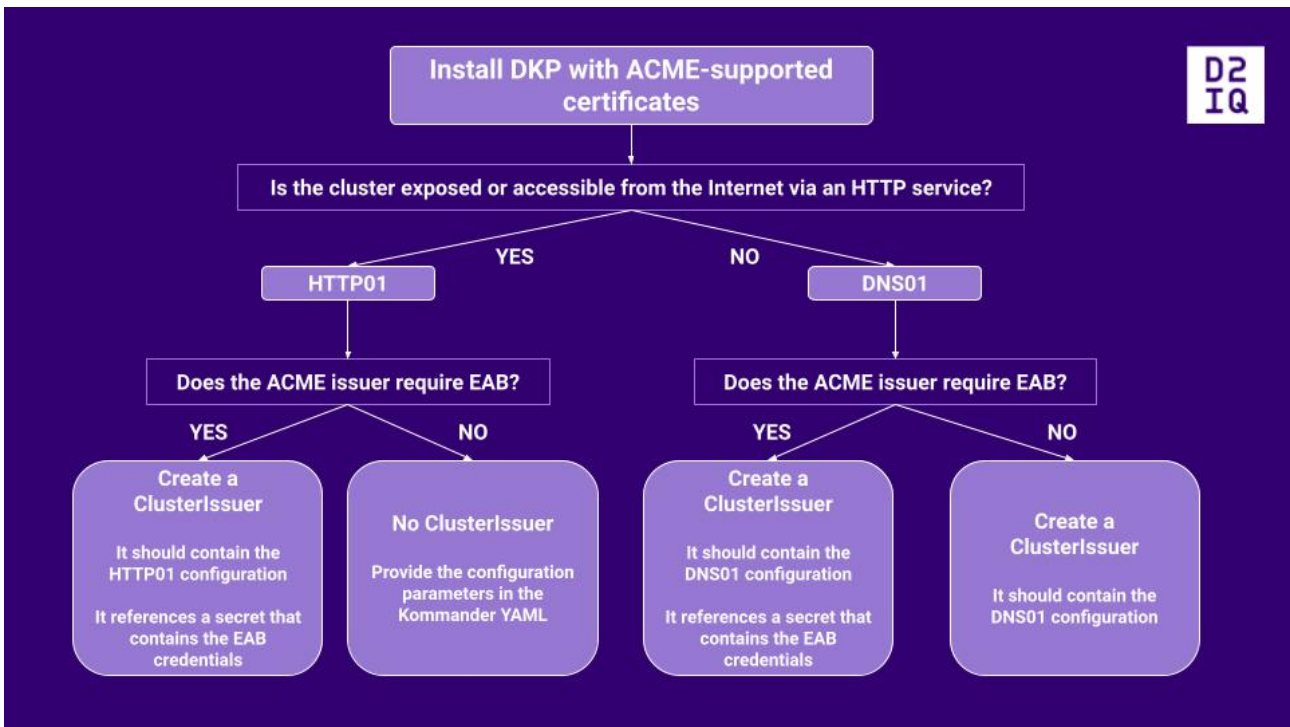 Install DKP with ACME-supported
certificates
D2
IQ
Is the cluster exposed or accessible from the Internet via an HTTP service?
YES
NO
HTTP01
DNS01
Does the ACME issuer require EAB?
Does the ACME issuer require EAB?
YES
NO
YES
NO
Create a
ClusterIssuer
It should contain the
HTTP01 configuration
It references a secret that
contains the EAB
credentials
No ClusterIssuer
Provide the configuration
parameters in the
Kommander YAML
Create a
ClusterIssuer
It should contain the
DNS01 configuration
It references a secret that
contains the EAB
credentials
Create a
ClusterIssuer
It should contain the
DNS01 configuration